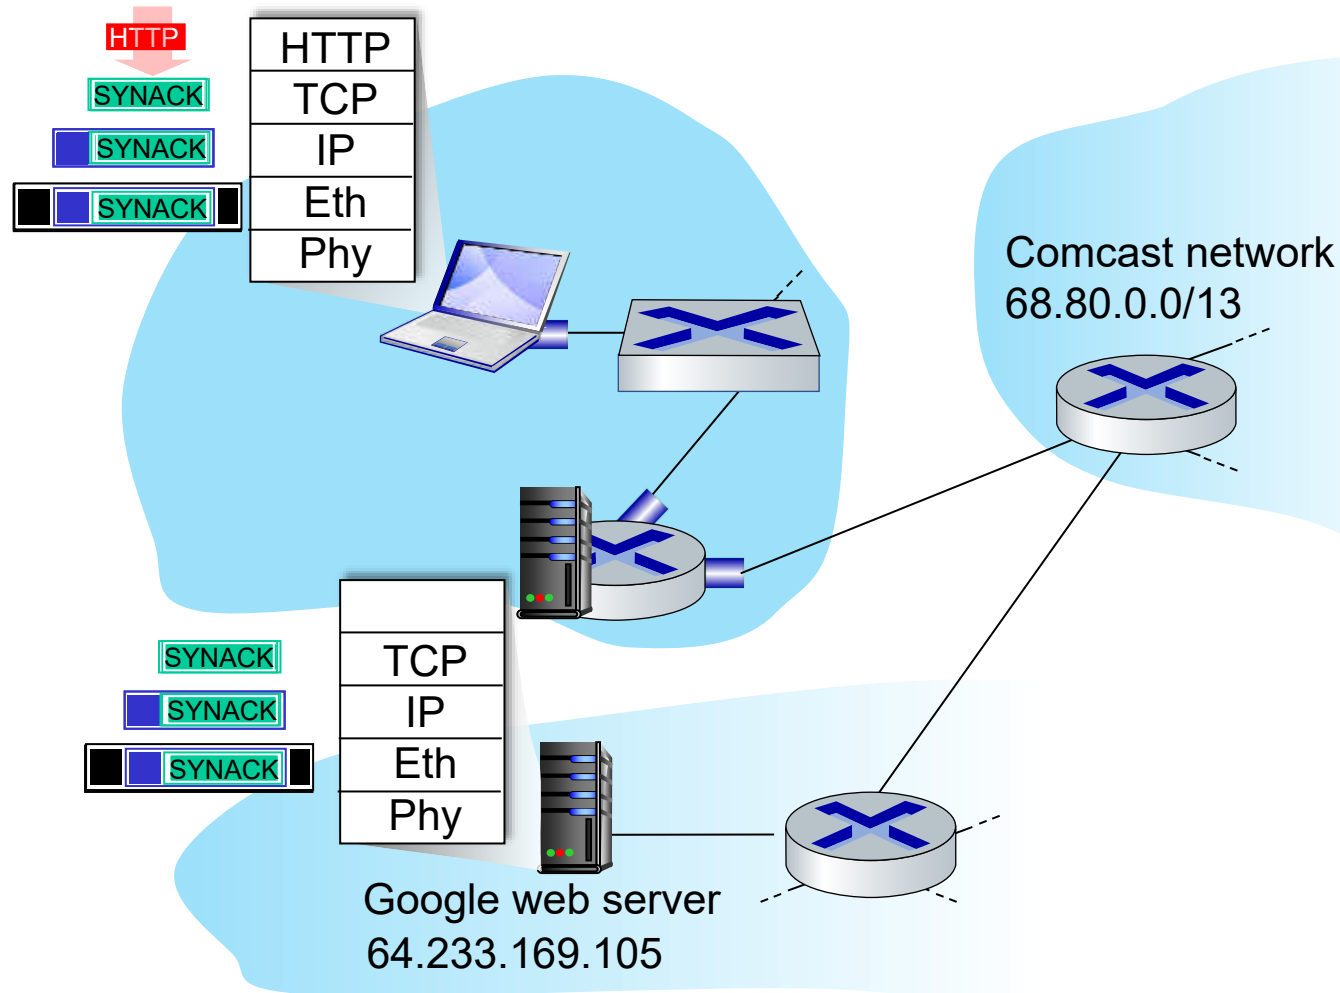 HTTP
SYNACK
SYNACK
SYNACK
HTTP
TCP
IP
Eth
Phy
Comcast network
68.80.0.0/13
SYNACK
SYNACK
SYNACK
TCP
IP
Eth
Phy
Google web server
64.233.169.105